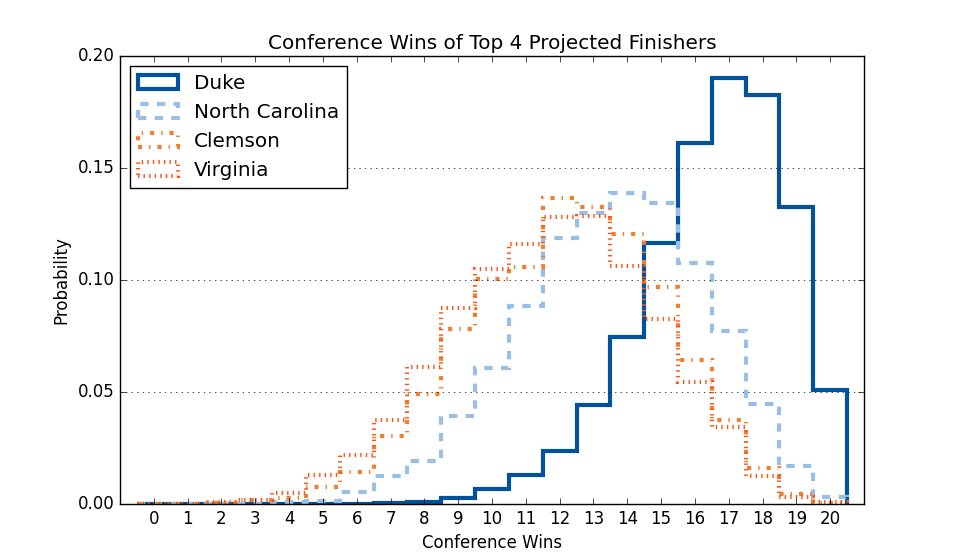 Conference Wins of Top 4 Projected Finishers
0.20
0.15
0.10
0.05
0.00
Probability
Duke
North Carolina
Clemson
Virginia
0 1 2 3 4 5 6 7 8 9 10 11 12 13 14 15 16 17 18 19 20
Conference Wins